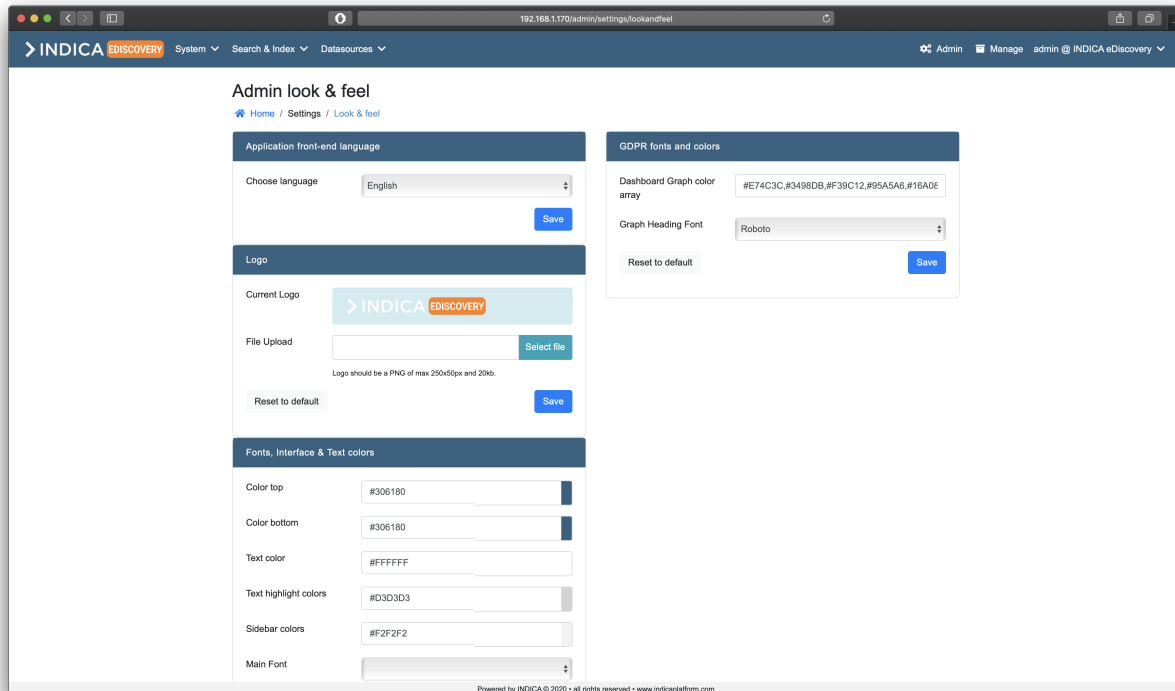 192.168.1.170/admin/settings/lookandfeel
INDICA EDISCOVERY System Search & Index Datasources Admin Manage admin @ INDICA eDiscovery
Admin look & feel
Home / Settings / Look & feel
Application front-end language
Choose language English
Save
Logo
Current Logo INDICA EDISCOVERY
File Upload Select file
Logo should be a PNG of max 250x50px and 20kb.
Reset to default Save
Fonts, Interface & Text colors
Color top #306180
Color bottom #306180
Text color #FFFFFF
Text highlight colors #D3D3D3
Sidebar colors #F2F2F2
Main Font
GDPR fonts and colors
Dashboard Graph color array #E74C3C,#3498DB,#F39C12,#95A5A6,#16A08
Graph Heading Font Roboto
Reset to default Save
Powered by INDICA © 2020 • all rights reserved • www.indicaplatform.com